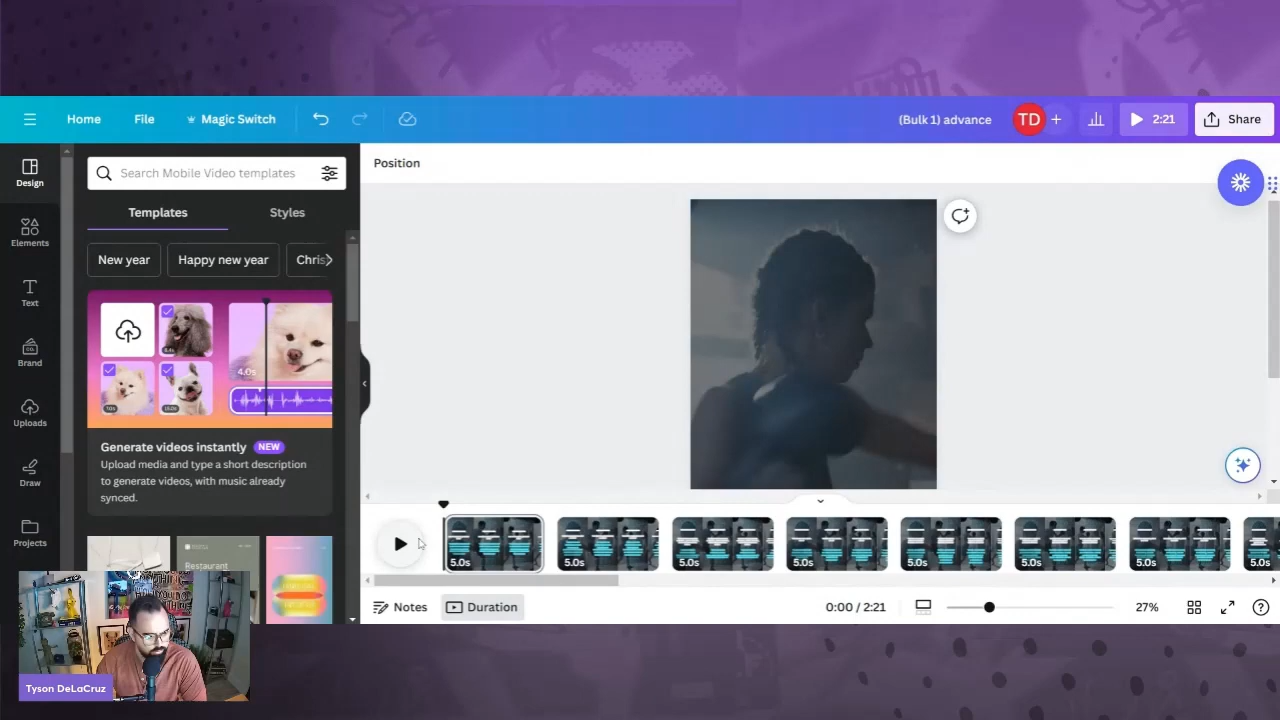 Home File Magic Switch (Bulk 1) advance TD 2:21 Share
Design
Elements
Text
Brand
Uploads
Draw
Projects
Search Mobile Video templates
Templates Styles
New year Happy new year Chris
4.0s
Generate videos instantly NEW
Upload media and type a short description
to generate videos, with music already
synced.
Restaurant
Position
5.0s 5.0s 5.0s 5.0s 5.0s 5.0s 5.0s 5.0s
Notes Duration 0:00 / 2:21 27%
Tyson DeLaCruz